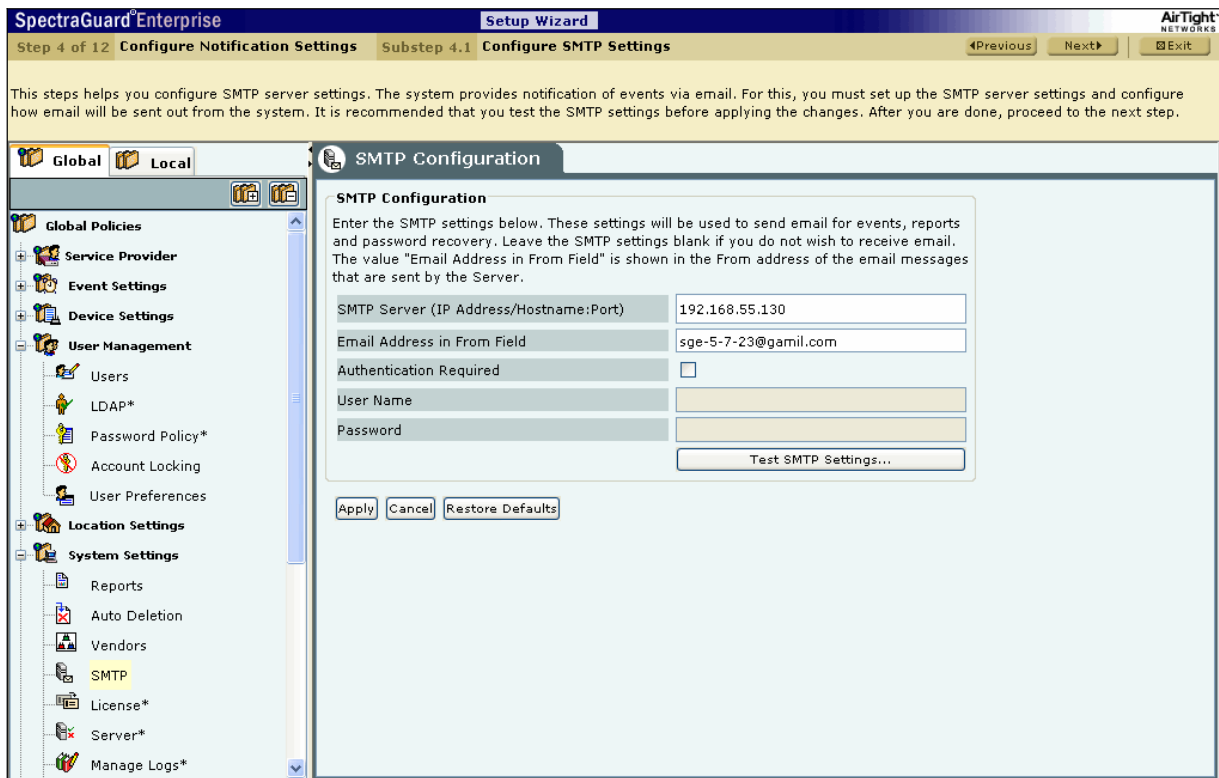 SpectraGuard®Enterprise
Setup Wizard
AirTight
NETWORKS
Step 4 of 12 Configure Notification Settings Substep 4.1 Configure SMTP Settings
Previous
Next
Exit
This steps helps you configure SMTP server settings. The system provides notification of events via email. For this, you must set up the SMTP server settings and configure
how email will be sent out from the system. It is recommended that you test the SMTP settings before applying the changes. After you are done, proceed to the next step.
Global
Local
Global Policies
Service Provider
Event Settings
Device Settings
User Management
Users
LDAP*
Password Policy*
Account Locking
User Preferences
Location Settings
System Settings
Reports
Auto Deletion
Vendors
SMTP
License*
Server*
Manage Logs*
SMTP Configuration
SMTP Configuration
Enter the SMTP settings below. These settings will be used to send email for events, reports
and password recovery. Leave the SMTP settings blank if you do not wish to receive email.
The value "Email Address in From Field" is shown in the From address of the email messages
that are sent by the Server.
SMTP Server (IP Address/Hostname:Port) 192.168.55.130
Email Address in From Field sge-5-7-23@gamil.com
Authentication Required
User Name
Password
Test SMTP Settings...
Apply Cancel Restore Defaults